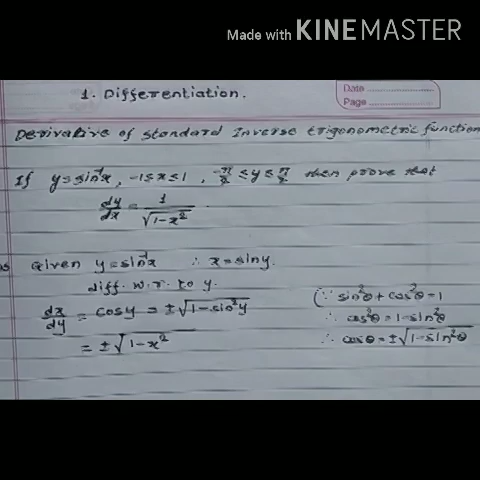 Made with KINEMASTER
1. Differentiation.
Date
Page
Derivative of standard Inverse trigonometric function
If y = sin⁻¹x, -1 ≤ x ≤ 1, -π/2 ≤ y ≤ π/2 then prove that
dy/dx = 1/√(1-x²).
Given y = sin⁻¹x ∴ x = siny.
diff. w.r. to y.
dx/dy = cosy = ±√(1-sin²y)
= ±√(1-x²)
(∵ sin²θ + cos²θ = 1
∴ cos²θ = 1-sin²θ
∴ cosθ = ±√(1-sin²θ)